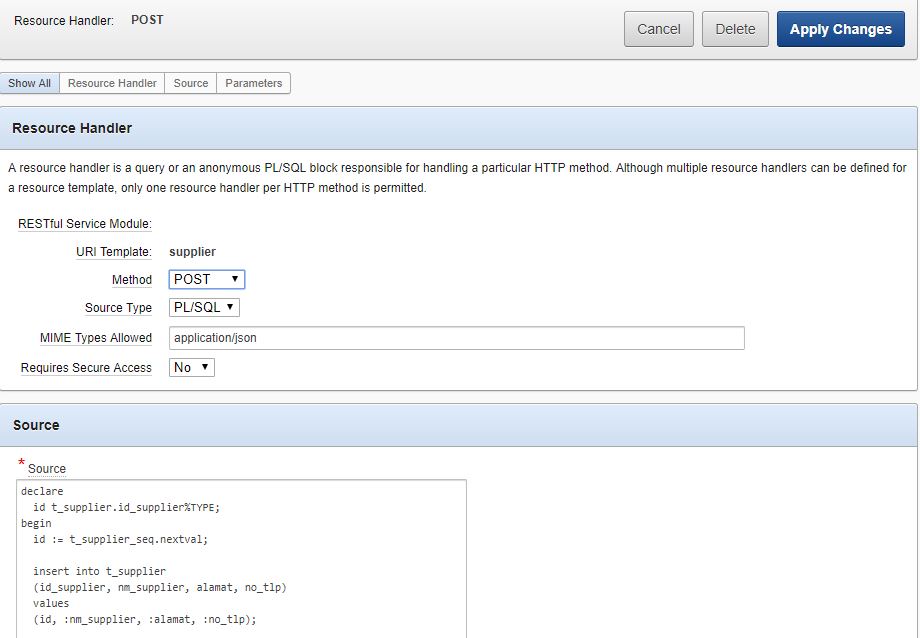 Resource Handler: POST
Cancel Delete Apply Changes
Show All Resource Handler Source Parameters
Resource Handler
A resource handler is a query or an anonymous PL/SQL block responsible for handling a particular HTTP method. Although multiple resource handlers can be defined for
a resource template, only one resource handler per HTTP method is permitted.
RESTful Service Module:
URI Template: supplier
Method POST
Source Type PL/SQL
MIME Types Allowed application/json
Requires Secure Access No
Source
* Source
declare
id t_supplier.id_supplier%TYPE;
begin
id := t_supplier_seq.nextval;
insert into t_supplier
(id_supplier, nm_supplier, alamat, no_tlp)
values
(id, :nm_supplier, :alamat, :no_tlp);